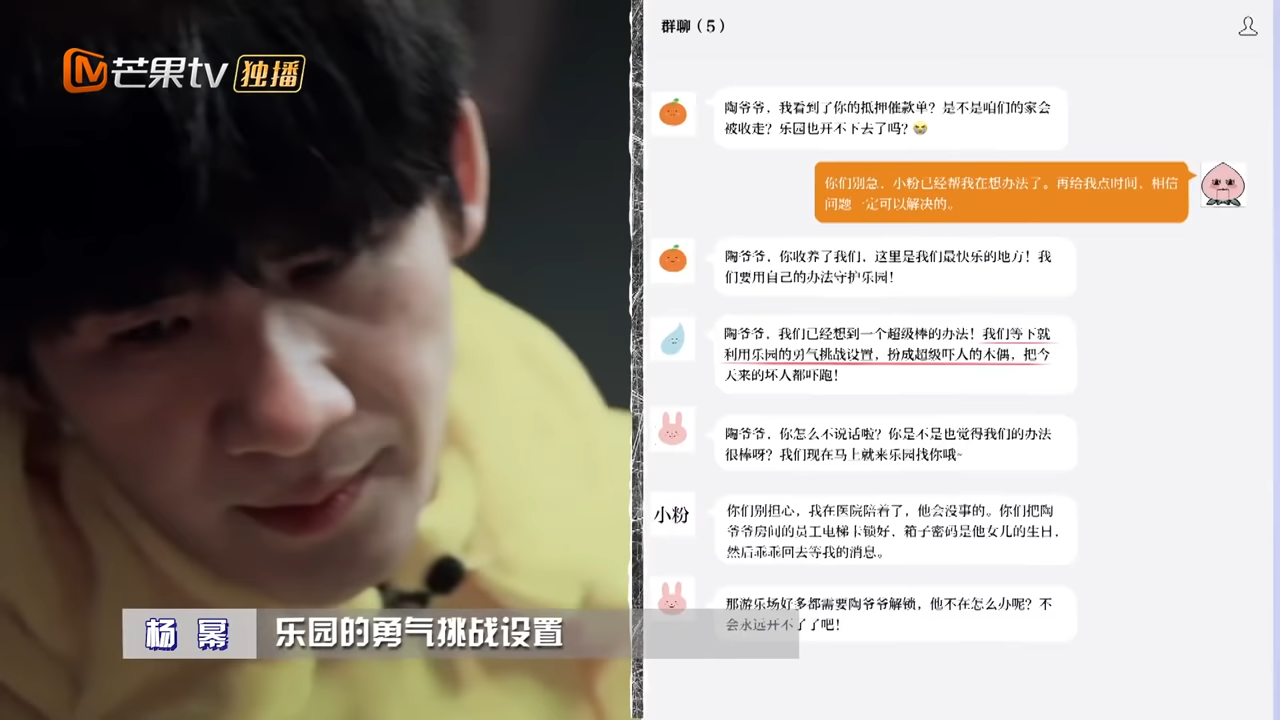 芒果tv 独播
群聊（5）
陶爷爷，我看到了你的抵押催款单？是不是咱们的家会
被收走？乐园也开不下去了吗？😭
你们别急，小粉已经帮我在想办法了。再给我点时间，相信
问题一定可以解决的。
陶爷爷，你收养了我们，这里是我们最快乐的地方！我
们要用自己的办法守护乐园！
陶爷爷，我们已经想到一个超级棒的办法！我们等下就
利用乐园的勇气挑战设置，扮成超级吓人的木偶，把今
天来的坏人都吓跑！
陶爷爷，你怎么不说话啦？你是不是也觉得我们的办法
很棒呀？我们现在马上就来乐园找你哦~
小粉
你们别担心，我在医院陪着了，他会没事的。你们把陶
爷爷房间的员工电梯卡锁好，箱子密码是他女儿的生日，
然后乖乖回去等我的消息。
那游乐场好多都需要陶爷爷解锁，他不在怎么办呢？不
会永远开不了了吧！
杨幂 乐园的勇气挑战设置